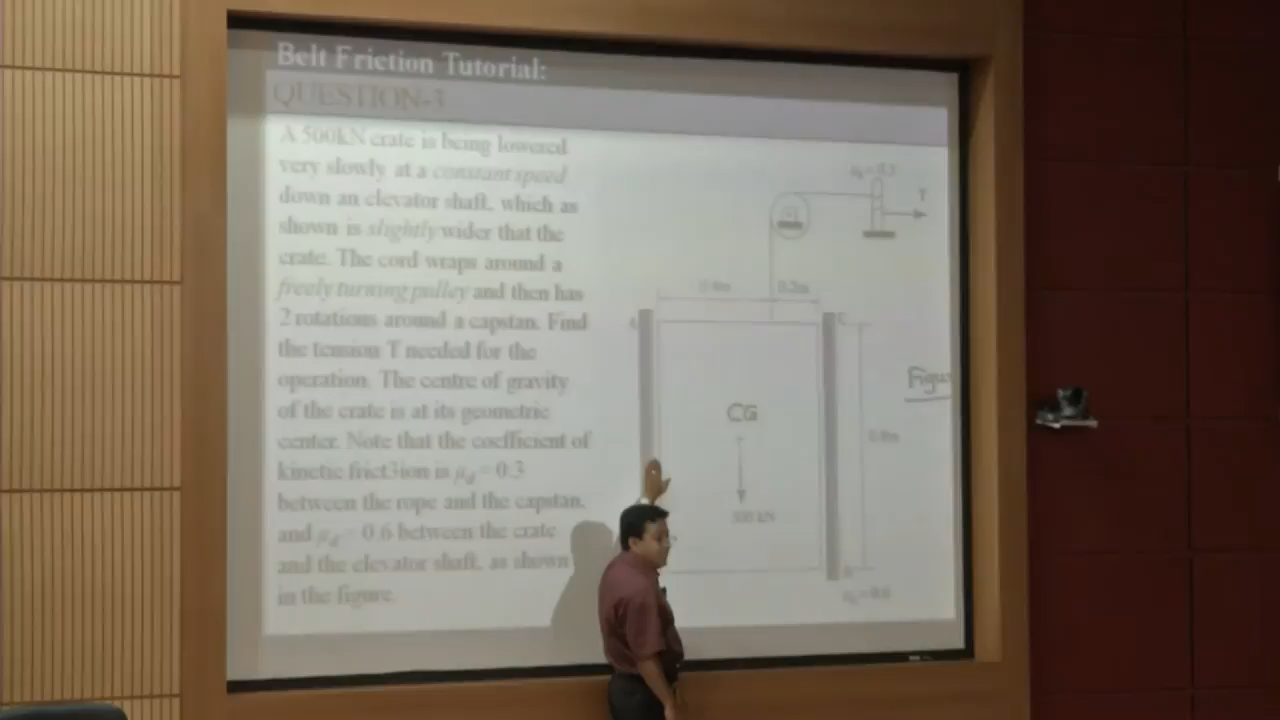 Belt Friction Tutorial:
QUESTION-3
A 500kN crate is being lowered
very slowly at a constant speed
down an elevator shaft, which as
shown is slightly wider that the
crate. The cord wraps around a
freely turning pulley and then has
2 rotations around a capstan. Find
the tension T needed for the
operation. The centre of gravity
of the crate is at its geometric
center. Note that the coefficient of
kinetic frict3ion is μd = 0.3
between the rope and the capstan,
and μd = 0.6 between the crate
and the elevator shaft, as shown
in the figure.
T
CG
500 kN
Figu